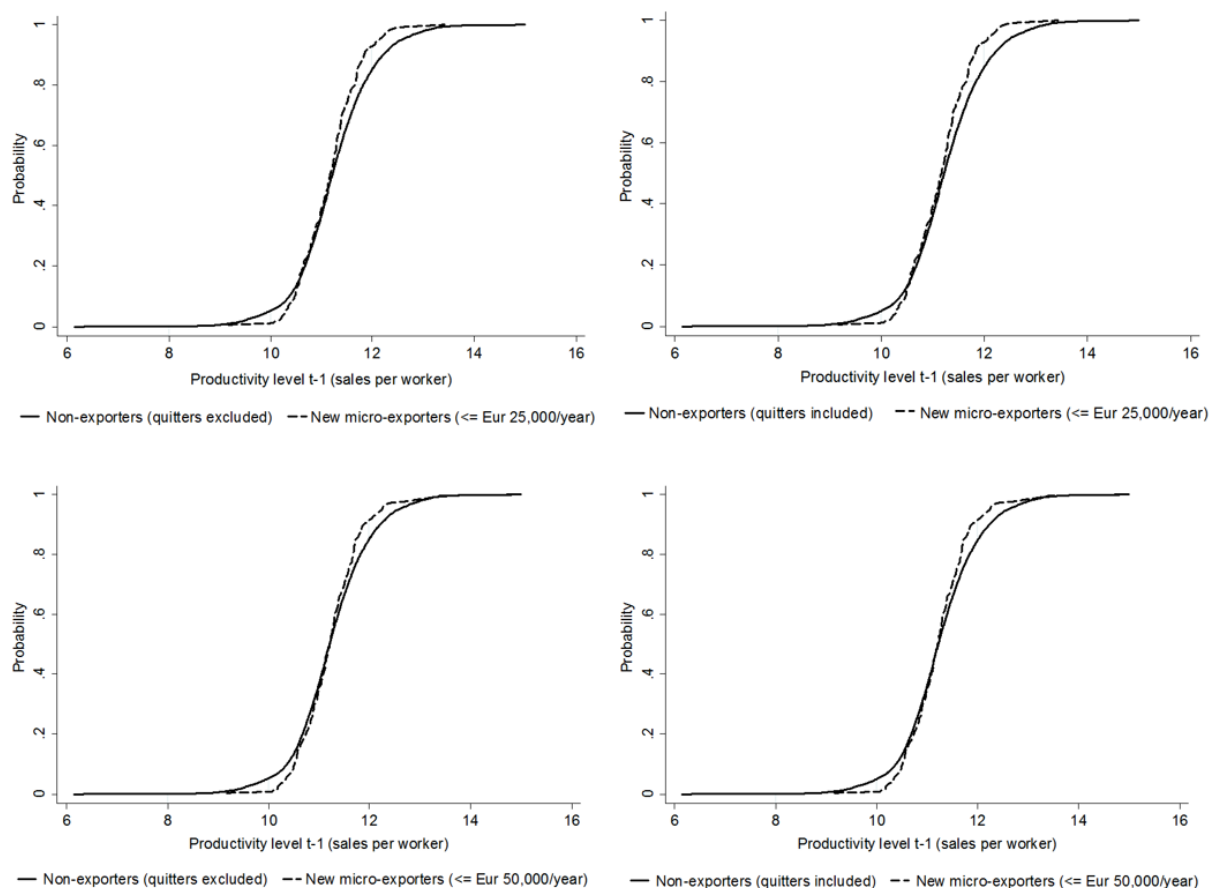 1
.8
.6
.4
.2
0
Probability
6 8 10 12 14 16
Productivity level t-1 (sales per worker)
Non-exporters (quitters excluded) New micro-exporters (<= Eur 25,000/year)
1
.8
.6
.4
.2
0
Probability
6 8 10 12 14 16
Productivity level t-1 (sales per worker)
Non-exporters (quitters included) New micro-exporters (<= Eur 25,000/year)
1
.8
.6
.4
.2
0
Probability
6 8 10 12 14 16
Productivity level t-1 (sales per worker)
Non-exporters (quitters excluded) New micro-exporters (<= Eur 50,000/year)
1
.8
.6
.4
.2
0
Probability
6 8 10 12 14 16
Productivity level t-1 (sales per worker)
Non-exporters (quitters included) New micro-exporters (<= Eur 50,000/year)